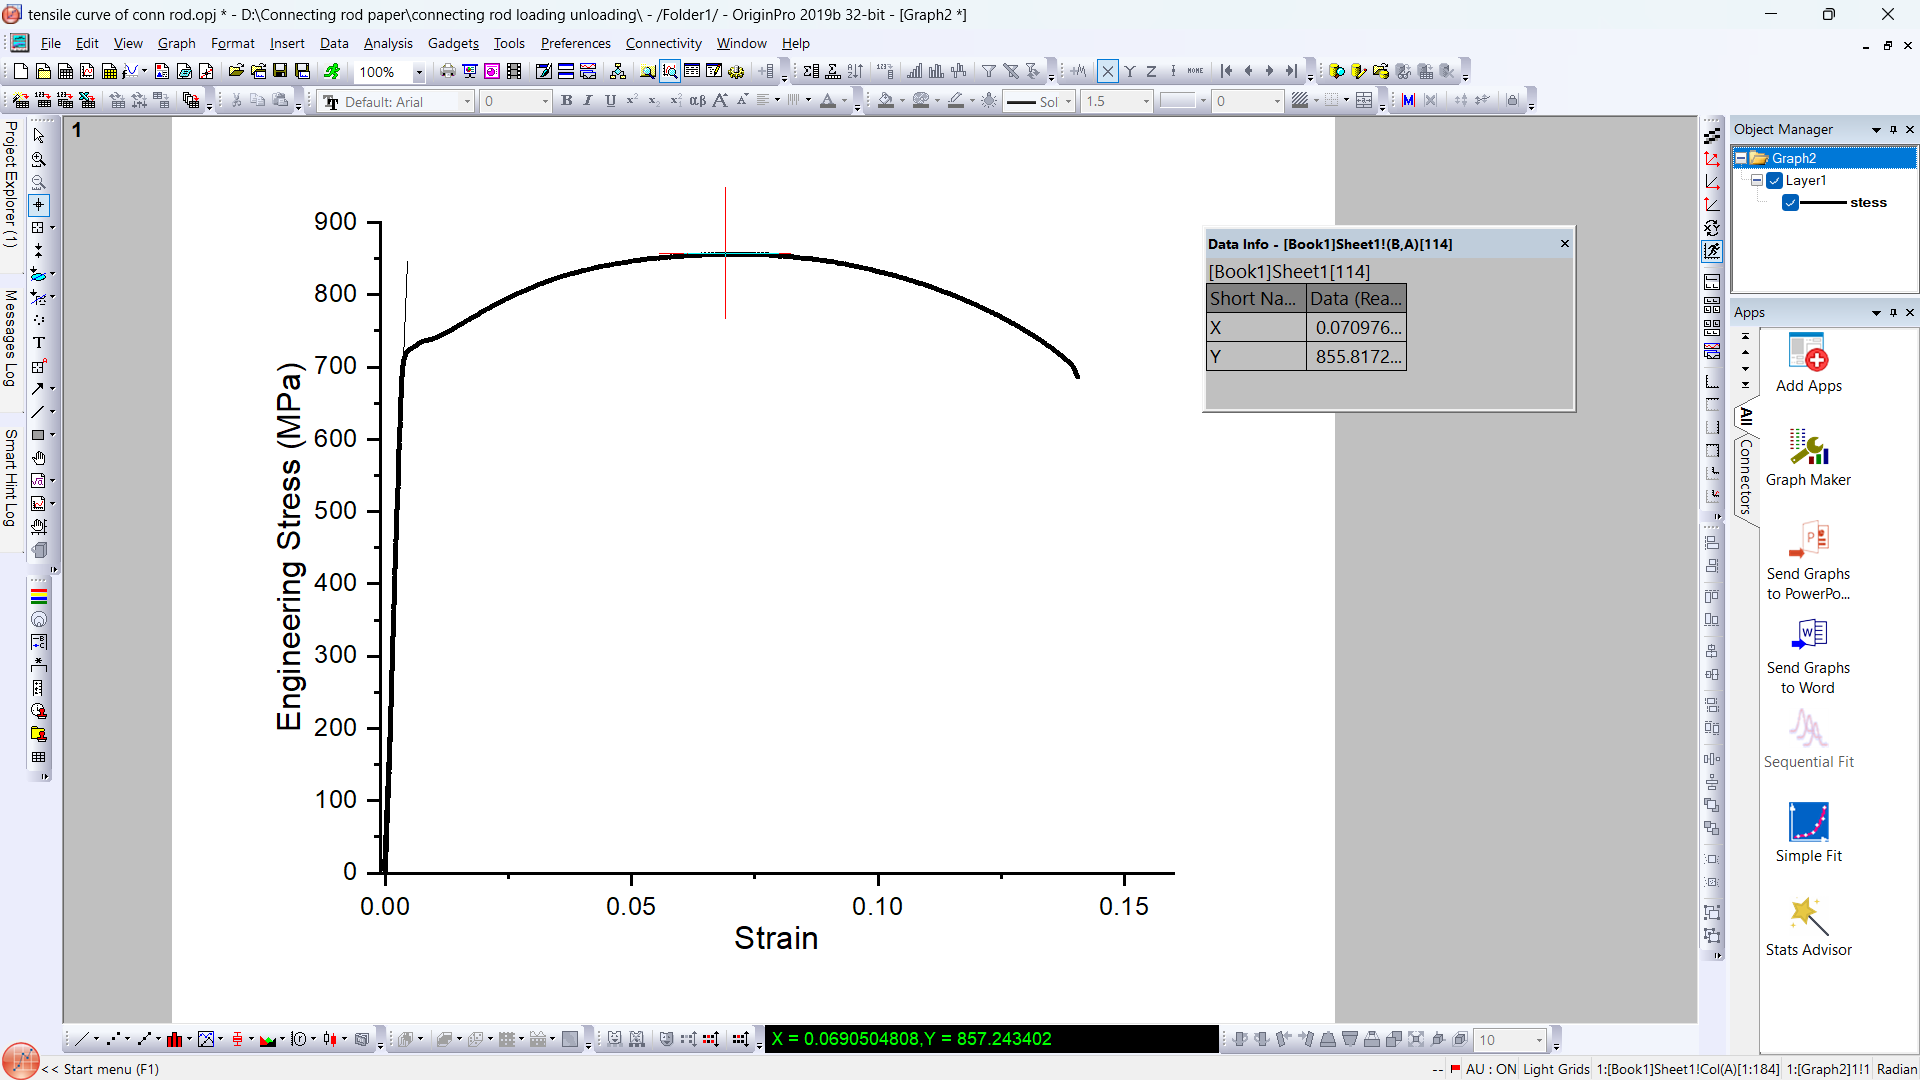 tensile curve of conn rod.opj * - D:\Connecting rod paper\connecting rod loading unloading\ - /Folder1/ - OriginPro 2019b 32-bit - [Graph2 *]
File Edit View Graph Format Insert Data Analysis Gadgets Tools Preferences Connectivity Window Help
100%
Default: Arial 0 B I U Sol 1.5 0
Project Explorer (1)
Messages Log
Smart Hint Log
1
900
800
700
600
500
400
300
200
100
0
Engineering Stress (MPa)
0.00 0.05 0.10 0.15
Strain
Data Info - [Book1]Sheet1!(B,A)[114]
[Book1]Sheet1[114]
Short Na... Data (Rea...
X 0.070976...
Y 855.8172...
Object Manager
Graph2
Layer1
stess
Apps
All
Connectors
Add Apps
Graph Maker
Send Graphs
to PowerPo...
Send Graphs
to Word
Sequential Fit
Simple Fit
Stats Advisor
X = 0.0690504808,Y = 857.243402
10
<< Start menu (F1)
-- AU : ON Light Grids 1:[Book1]Sheet1!Col(A)[1:184] 1:[Graph2]1!1 Radian